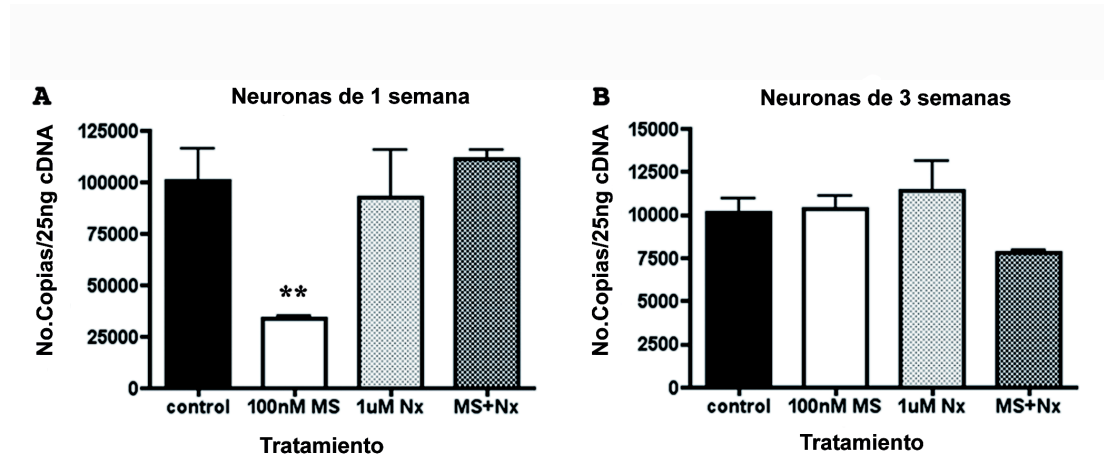 A
Neuronas de 1 semana
No.Copias/25ng cDNA
125000
100000
75000
50000
25000
0
**
control
100nM MS
1uM Nx
MS+Nx
Tratamiento
B
Neuronas de 3 semanas
No.Copias/25ng cDNA
15000
12500
10000
7500
5000
2500
0
control
100nM MS
1uM Nx
MS+Nx
Tratamiento